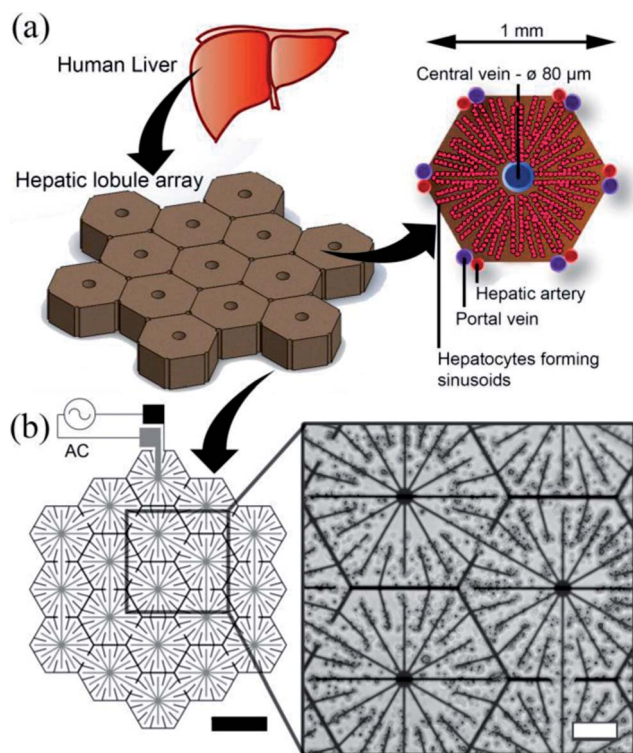 (a)
Human Liver
Hepatic lobule array
1 mm
Central vein - ø 80 µm
Hepatic artery
Portal vein
Hepatocytes forming
sinusoids
(b)
AC